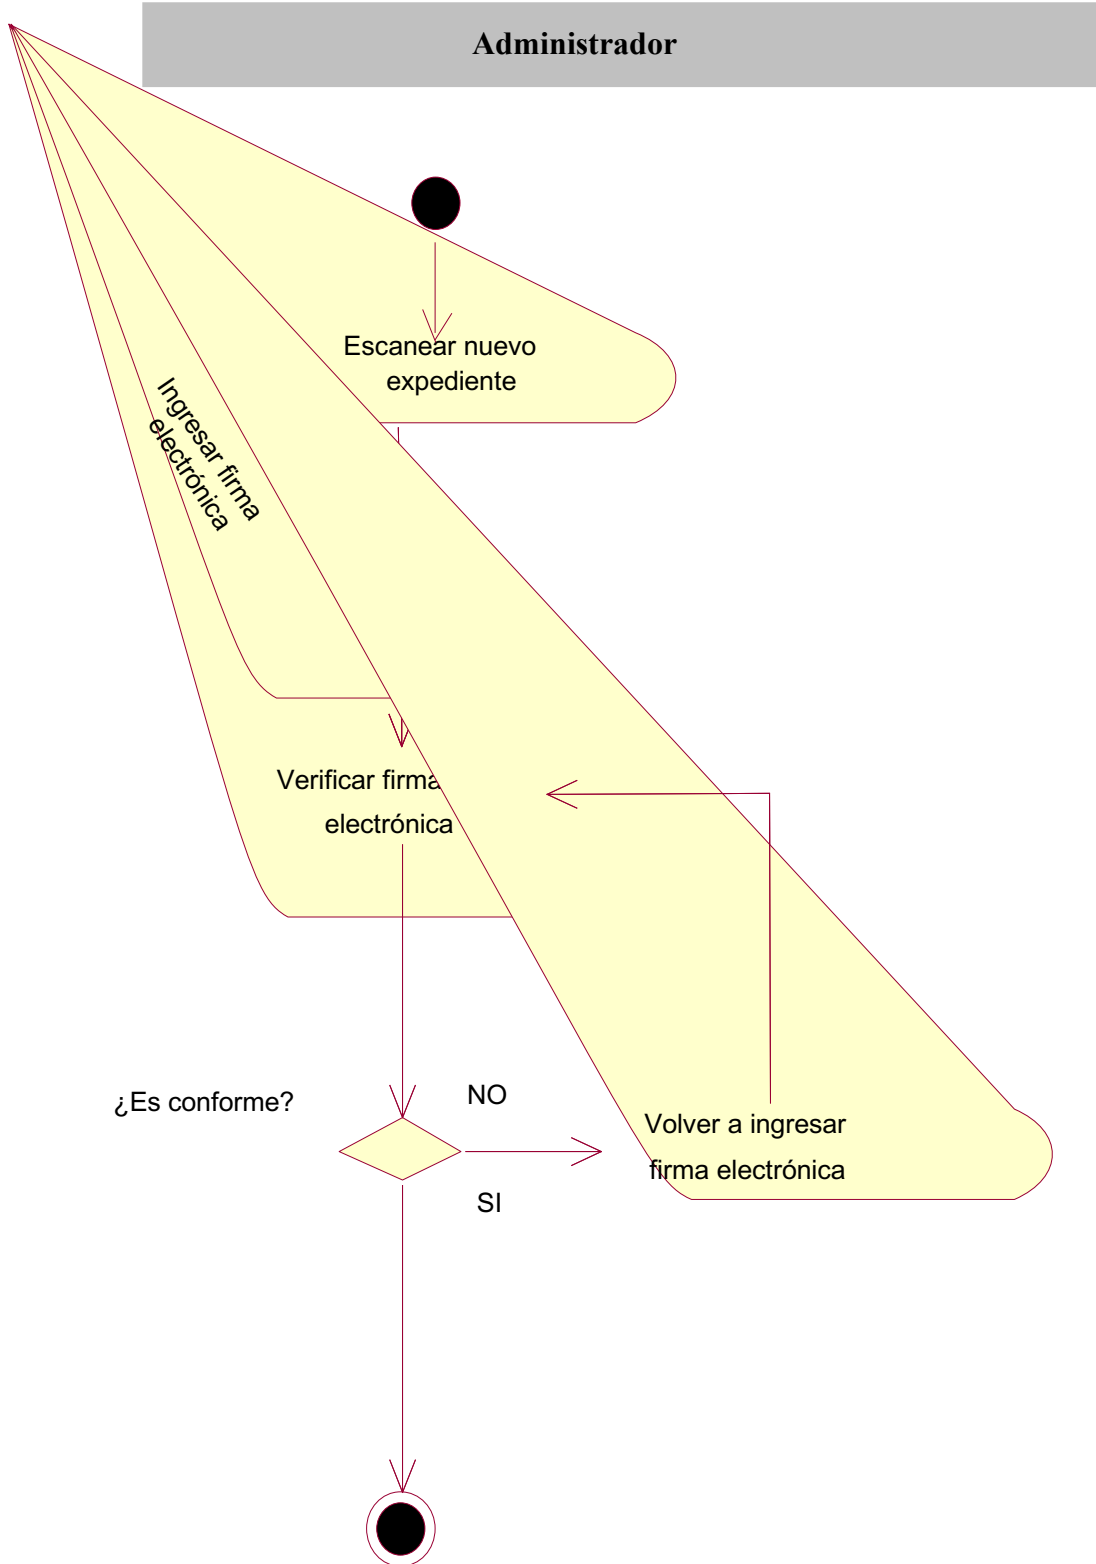 Administrador
Escanear nuevo
expediente
Ingresar firma
electrónica
Verificar firma
electrónica
¿Es conforme?
NO
Volver a ingresar
firma electrónica
SI